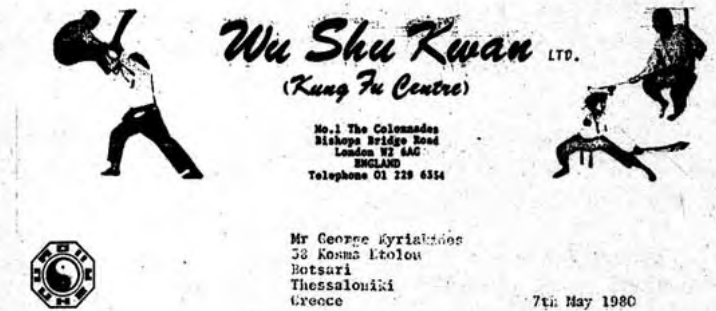 Wu Shu Kwan LTD.
(Kung Fu Centre)
No.1 The Colonnades
Bishops Bridge Road
London W2 6AC
ENGLAND
Telephone 01 229 6354
Mr George Kyriakides
38 Kosma Etolou
Botsari
Thessaloniki
Greece 7th May 1980